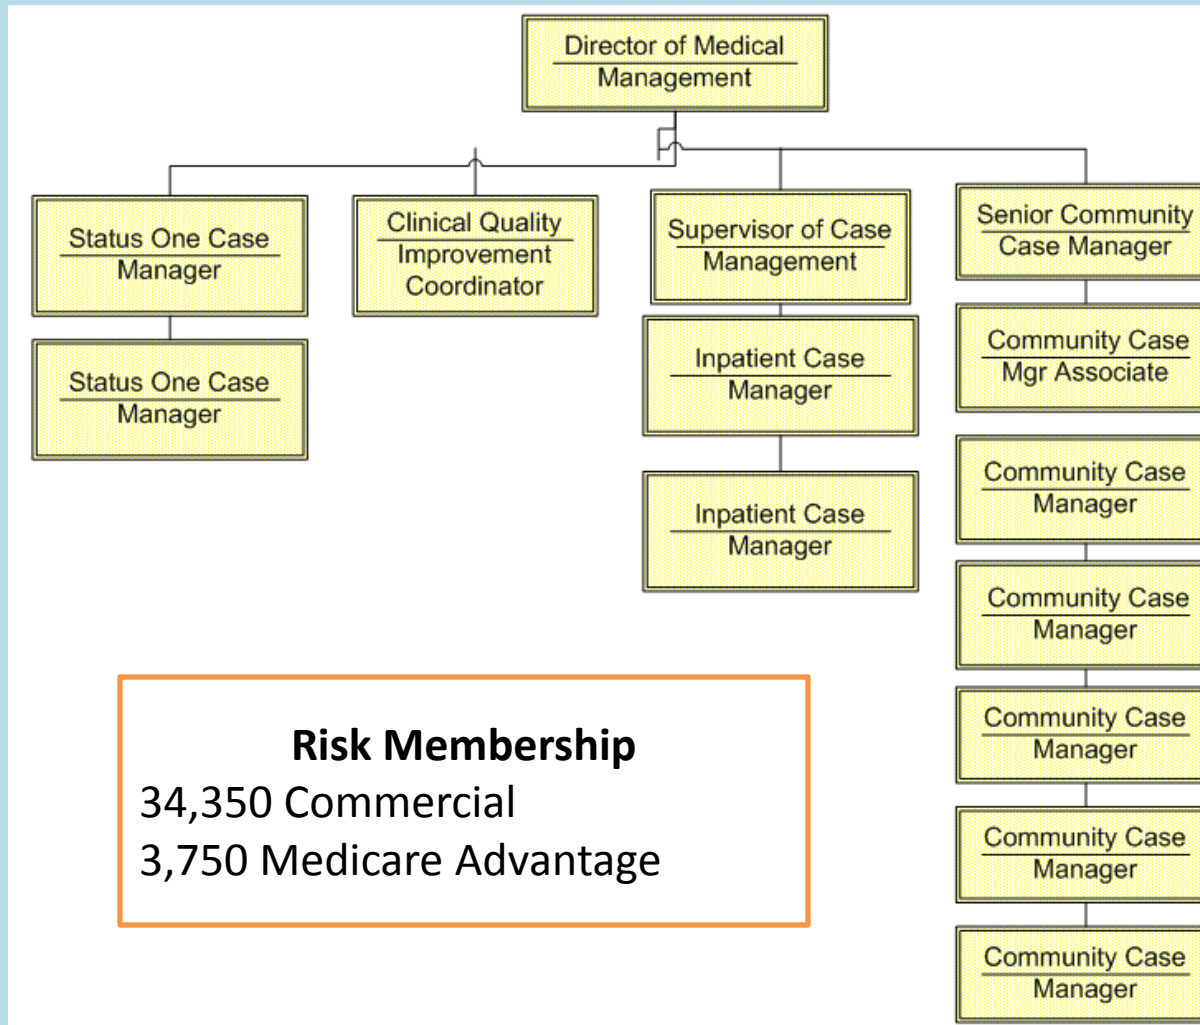 Director of Medical
Management
Status One Case
Manager
Status One Case
Manager
Clinical Quality
Improvement
Coordinator
Supervisor of Case
Management
Inpatient Case
Manager
Inpatient Case
Manager
Senior Community
Case Manager
Community Case
Mgr Associate
Community Case
Manager
Community Case
Manager
Community Case
Manager
Community Case
Manager
Community Case
Manager
Risk Membership
34,350 Commercial
3,750 Medicare Advantage